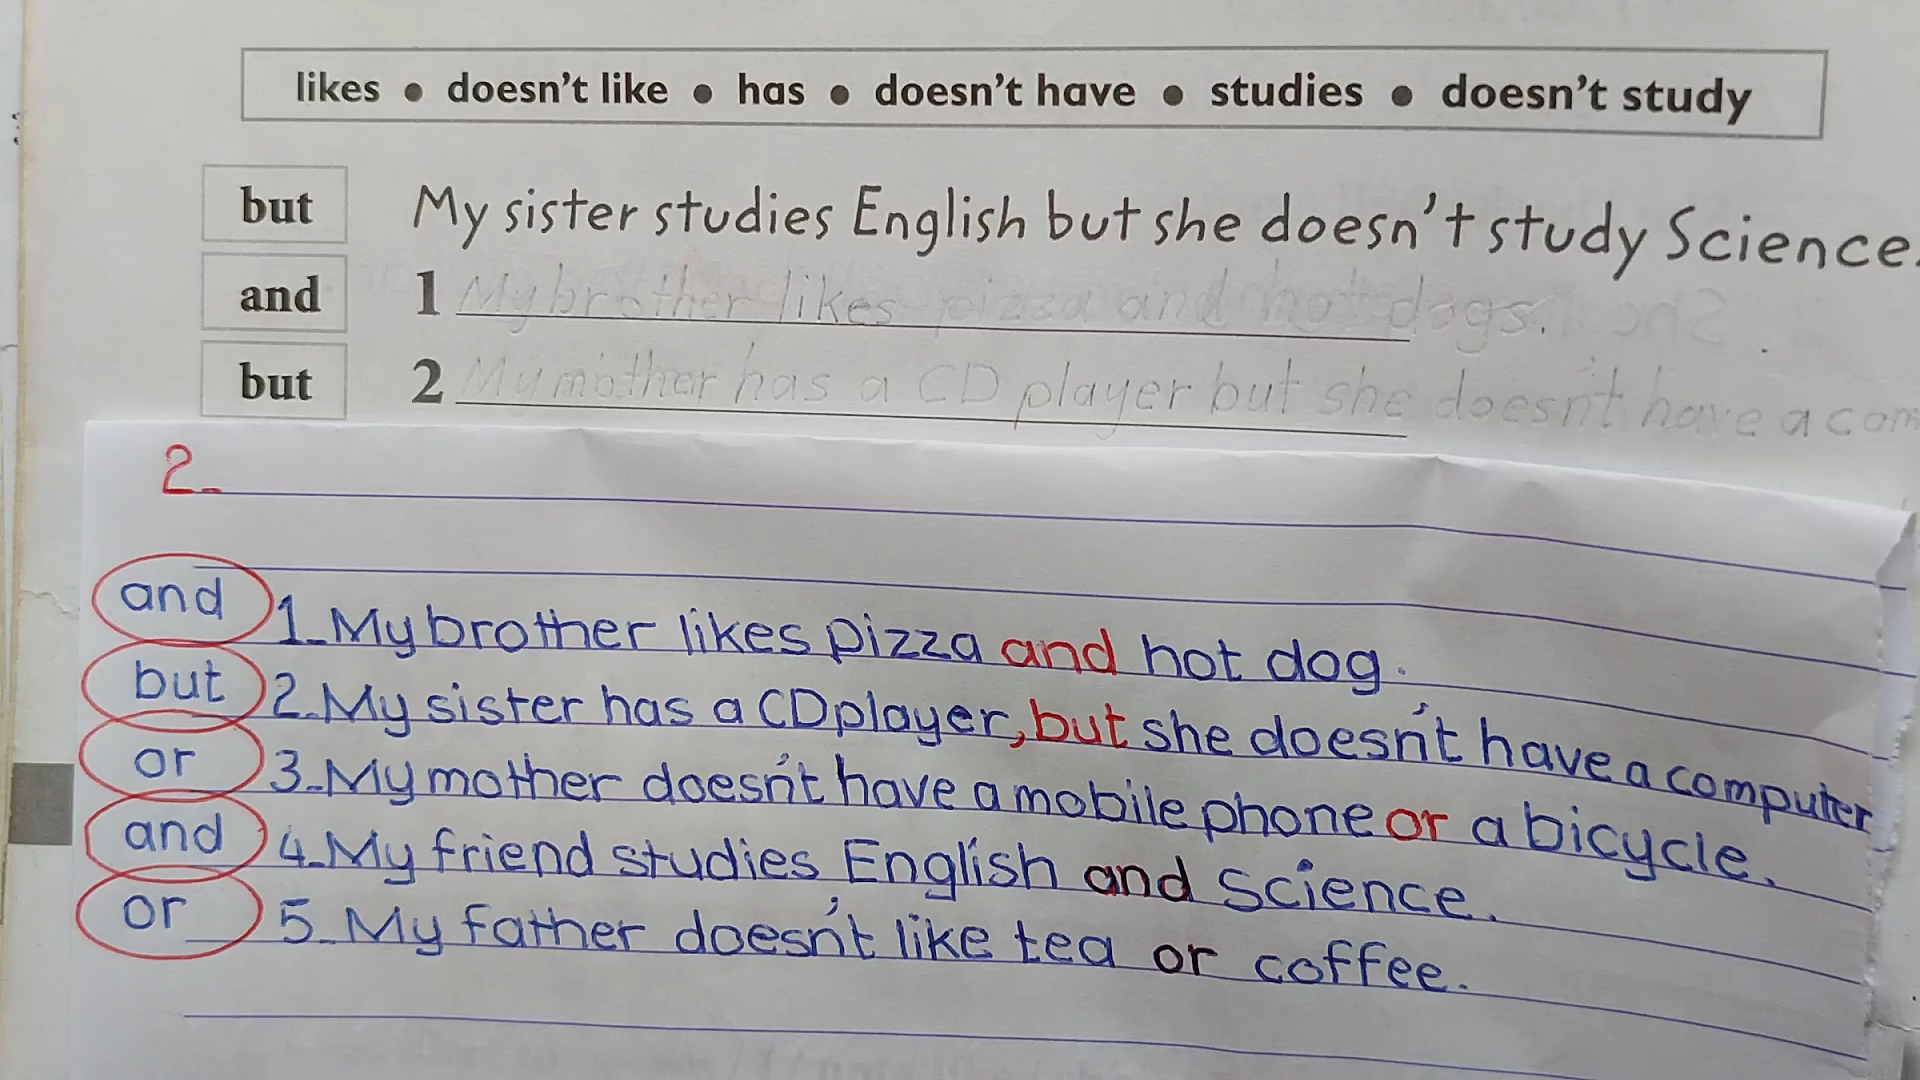 likes • doesn't like • has • doesn't have • studies • doesn't study
but My sister studies English but she doesn't study Science.
and 1 My brother likes pizza and hot dogs.
but 2 My mother has a CD player but she doesn't have a com
2.
and 1. My brother likes pizza and hot dog.
but 2. My sister has a CD player, but she doesn't have a computer
or 3. My mother doesn't have a mobile phone or a bicycle.
and 4. My friend studies English and Science.
or 5. My father doesn't like tea or coffee.